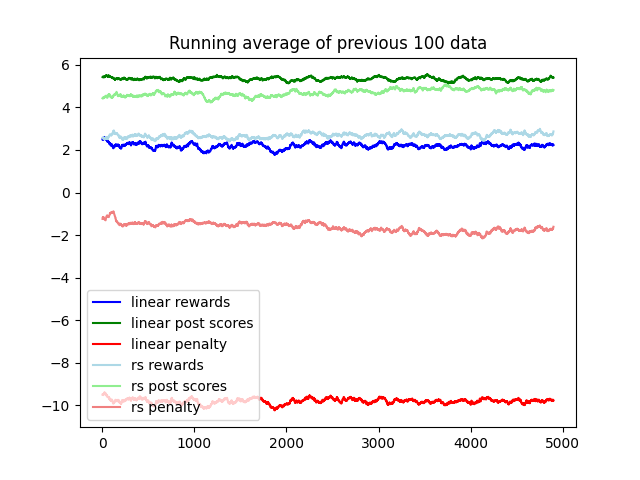 Running average of previous 100 data
6
4
2
0
−2
−4
−6
−8
−10
linear rewards
linear post scores
linear penalty
rs rewards
rs post scores
rs penalty
0 1000 2000 3000 4000 5000